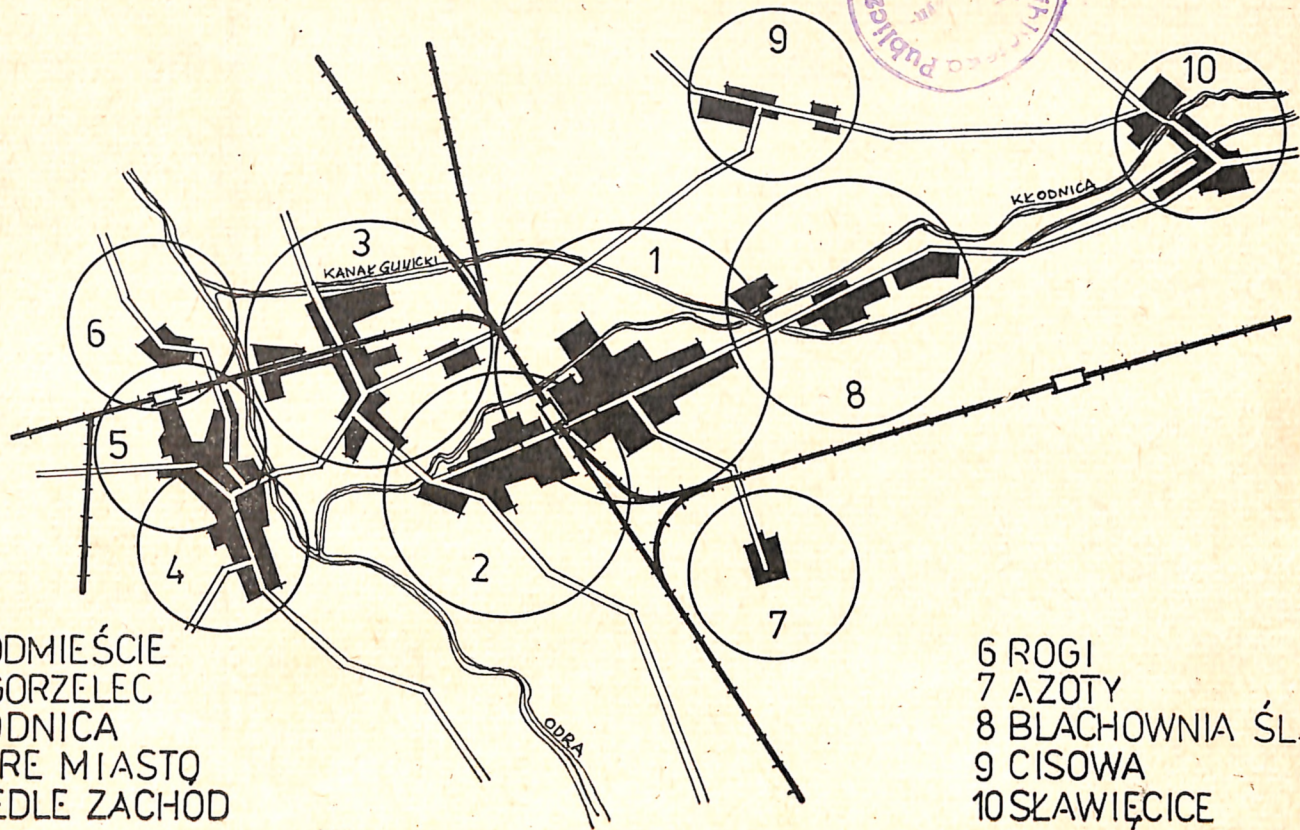 9
10
KŁODNICA
3
1
KANAŁ GLIWICKI
6
8
5
4
2
7
ODRA
ODMIEŚCIE
GORZELEC
ODNICA
RE MIASTO
EDLE ZACHÓD
6 ROGI
7 AZOTY
8 BLACHOWNIA ŚL.
9 CISOWA
10 SŁAWIĘCICE
Publica